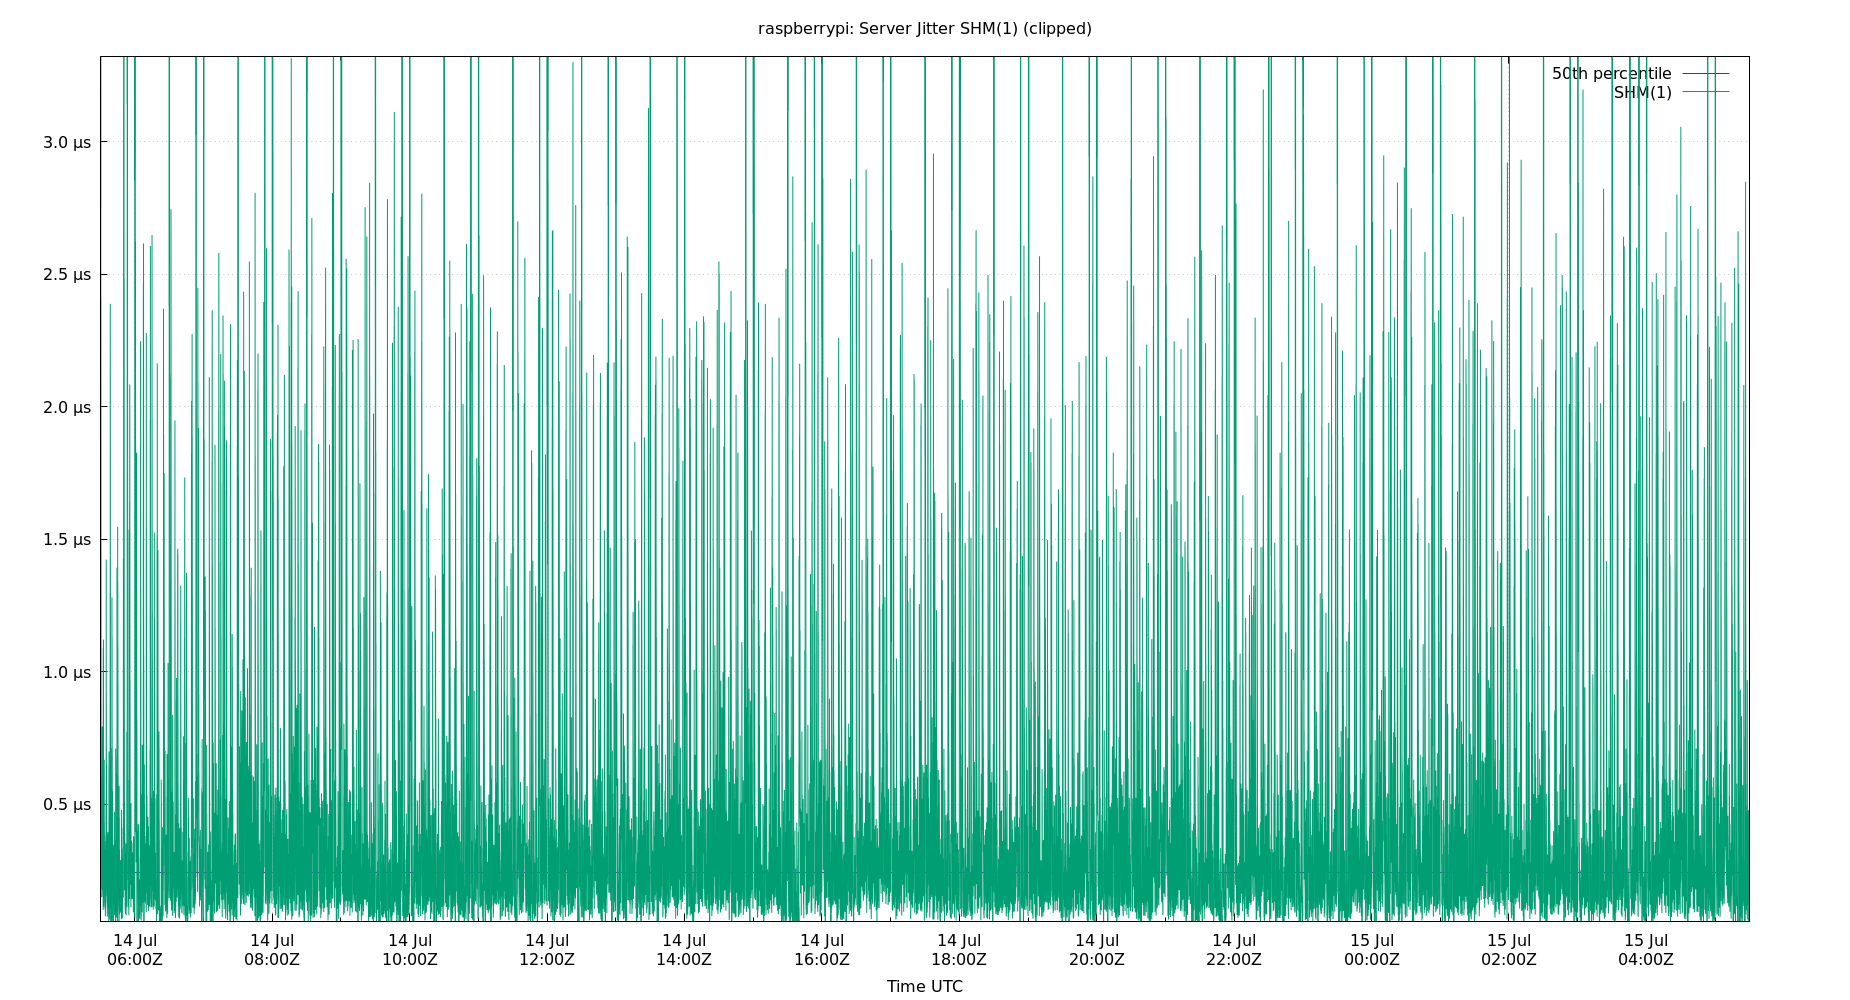 raspberrypi: Server Jitter SHM(1) (clipped)
50th percentile
SHM(1)
3.0 µs
2.5 µs
2.0 µs
1.5 µs
1.0 µs
0.5 µs
14 Jul 14 Jul 14 Jul 14 Jul 14 Jul 14 Jul 14 Jul 14 Jul 14 Jul 15 Jul 15 Jul 15 Jul
06:00Z 08:00Z 10:00Z 12:00Z 14:00Z 16:00Z 18:00Z 20:00Z 22:00Z 00:00Z 02:00Z 04:00Z
Time UTC